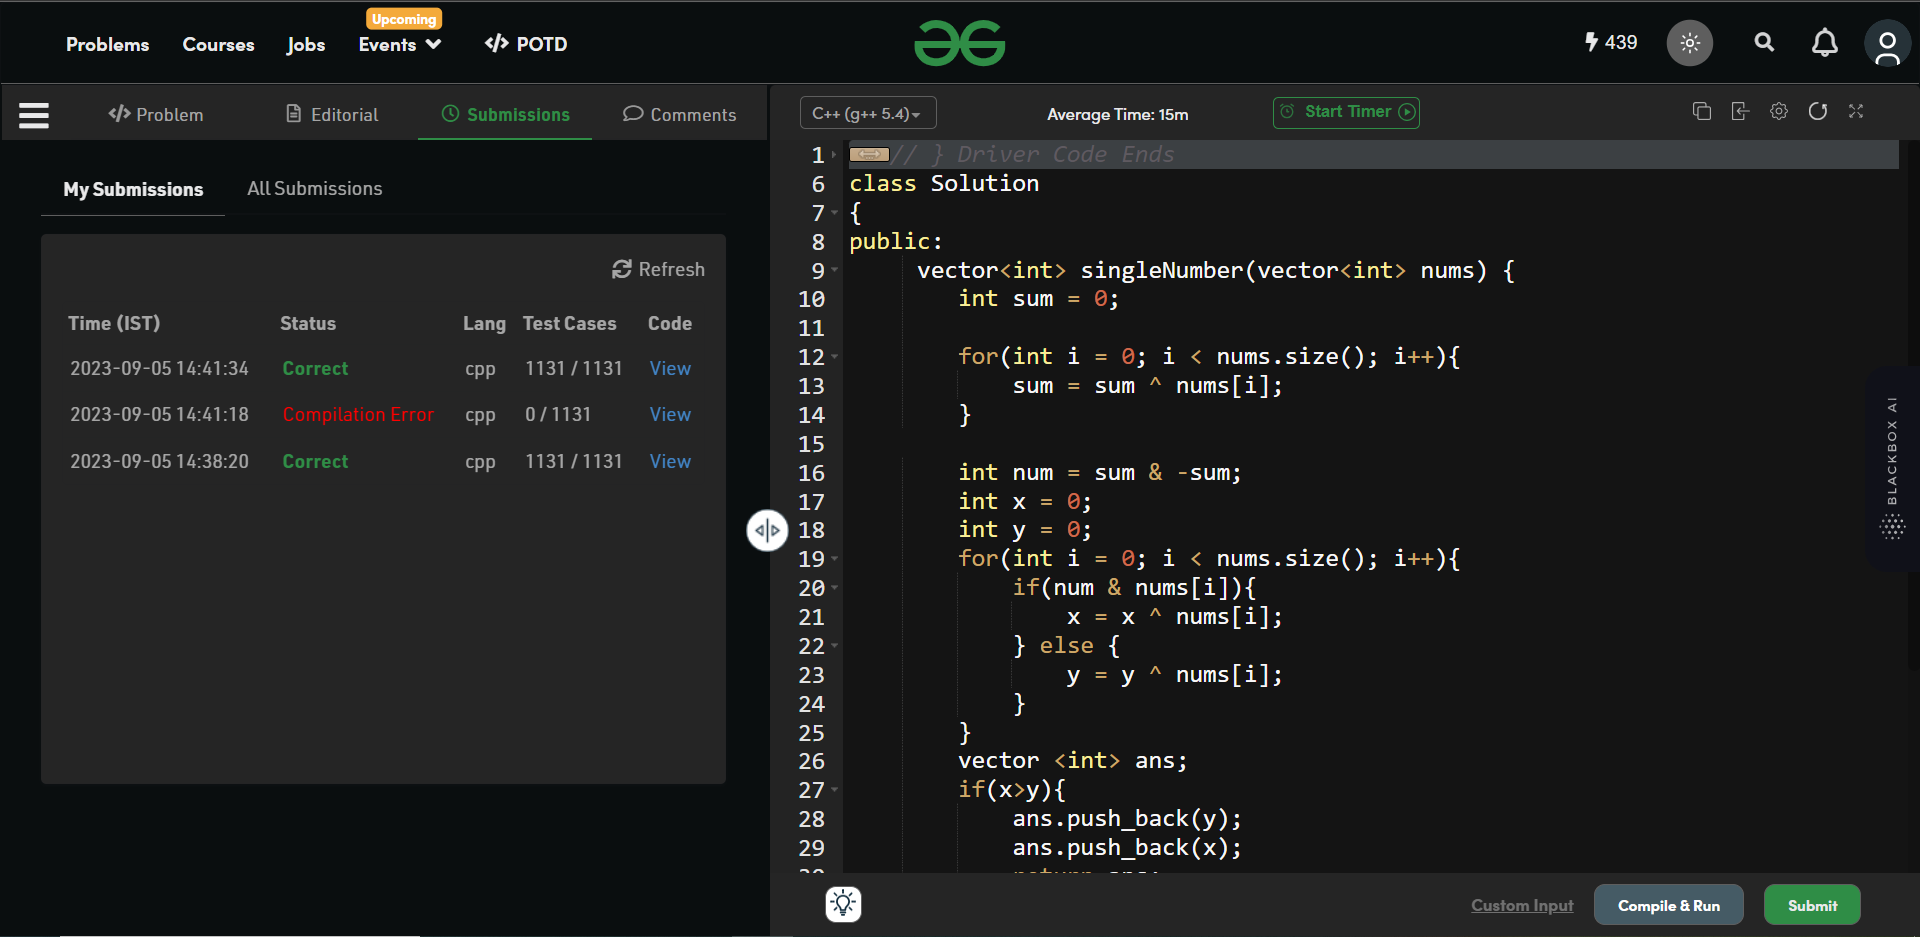 Problems Courses Jobs Events Upcoming POTD
439
Problem Editorial Submissions Comments
My Submissions All Submissions
Refresh
Time (IST) Status Lang Test Cases Code
2023-09-05 14:41:34 Correct cpp 1131 / 1131 View
2023-09-05 14:41:18 Compilation Error cpp 0 / 1131 View
2023-09-05 14:38:20 Correct cpp 1131 / 1131 View
C++ (g++ 5.4) Average Time: 15m Start Timer
1 // } Driver Code Ends
6 class Solution
7 {
8 public:
9 vector<int> singleNumber(vector<int> nums) {
10 int sum = 0;
11
12 for(int i = 0; i < nums.size(); i++){
13 sum = sum ^ nums[i];
14 }
15
16 int num = sum & -sum;
17 int x = 0;
18 int y = 0;
19 for(int i = 0; i < nums.size(); i++){
20 if(num & nums[i]){
21 x = x ^ nums[i];
22 } else {
23 y = y ^ nums[i];
24 }
25 }
26 vector <int> ans;
27 if(x>y){
28 ans.push_back(y);
29 ans.push_back(x);
BLACKBOX AI
Custom Input Compile & Run Submit